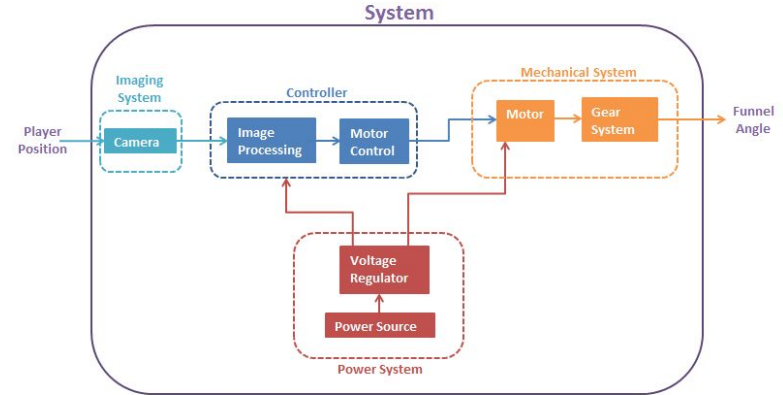 System
Imaging
System
Controller
Mechanical System
Player
Position
Camera
Image
Processing
Motor
Control
Motor
Gear
System
Funnel
Angle
Voltage
Regulator
Power Source
Power System